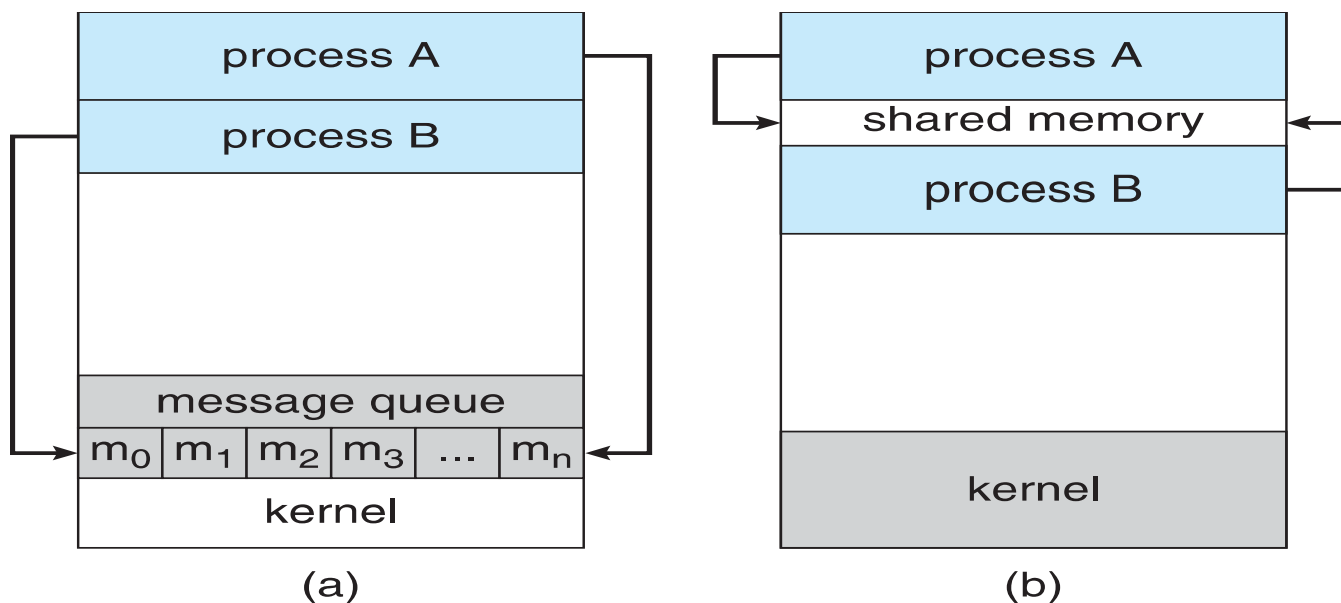 process A
process B
message queue
m0 m1 m2 m3 ... mn
kernel
(a)
process A
shared memory
process B
kernel
(b)